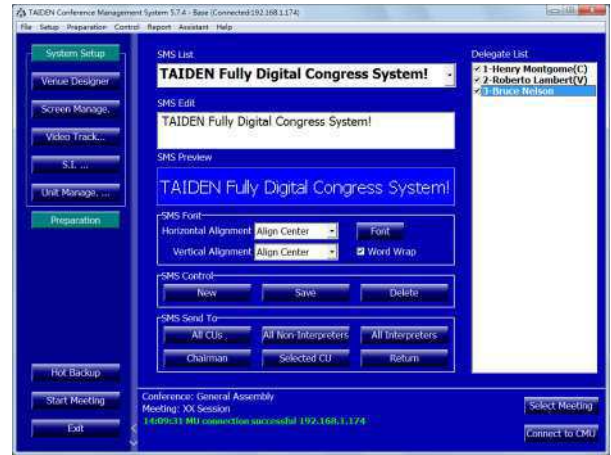 TAIDEN Conference Management System 5.7.4 - Base (Connected:192.168.1.174)
File Setup Preparation Control Report Assistant Help
System Setup
Venue Designer
Screen Manage.
Video Track...
S.I. ...
Unit Manage. ...
Preparation
Hot Backup
Start Meeting
Exit
SMS List
TAIDEN Fully Digital Congress System!
SMS Edit
TAIDEN Fully Digital Congress System!
SMS Preview
TAIDEN Fully Digital Congress System!
SMS Font
Horizontal Alignment Align Center Font
Vertical Alignment Align Center Word Wrap
SMS Control
New Save Delete
SMS Send To
All CUs. All Non-Interpreters All Interpreters
Chairman Selected CU Return
Delegate List
1-Henry Montgome(C)
2-Roberto Lambert(V)
3-Bruce Nelson
Conference: General Assembly
Meeting: XX Session
14:09:31 MU connection successful 192.168.1.174
Select Meeting
Connect to CMU